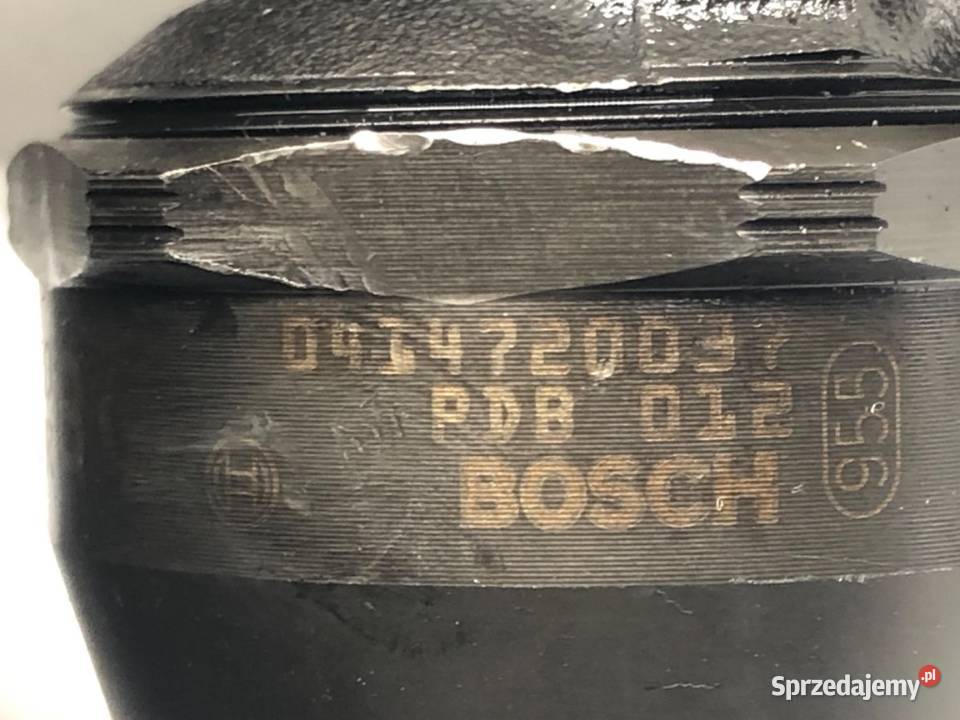 0414720037
PDB 012
BOSCH
955
Sprzedajemy.pl